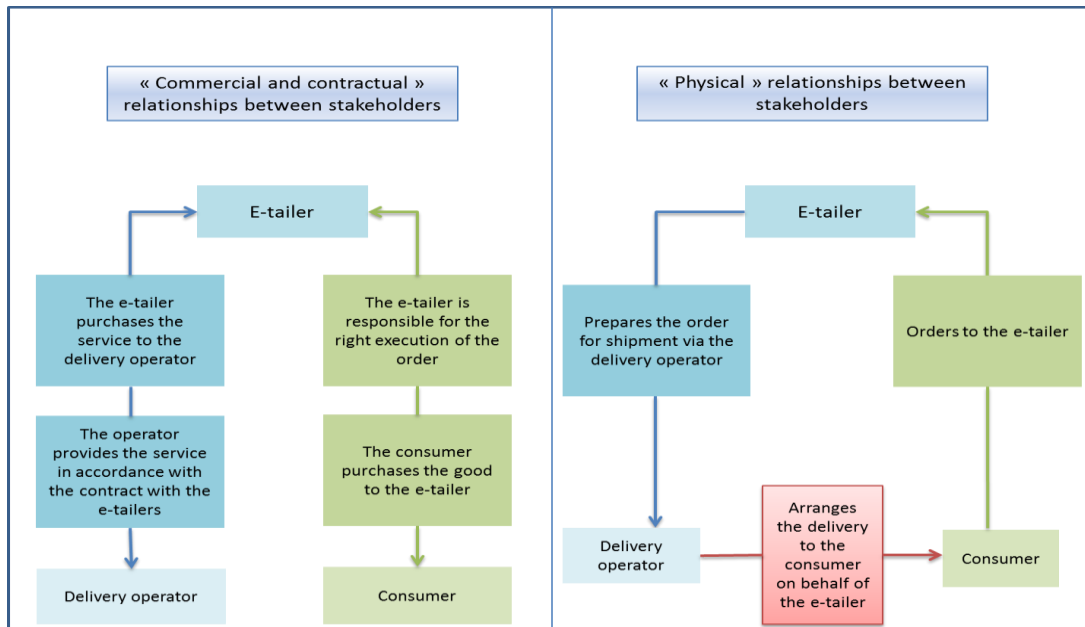 « Commercial and contractual »
relationships between stakeholders
E-tailer
The e-tailer
purchases the
service to the
delivery operator
The e-tailer is
responsible for the
right execution of the
order
The operator
provides the service
in accordance with
the contract with the
e-tailers
The consumer
purchases the good
to the e-tailer
Delivery operator
Consumer
« Physical » relationships between
stakeholders
E-tailer
Prepares the order
for shipment via the
delivery operator
Orders to the e-tailer
Delivery
operator
Arranges
the delivery
to the
consumer
on behalf of
the e-tailer
Consumer